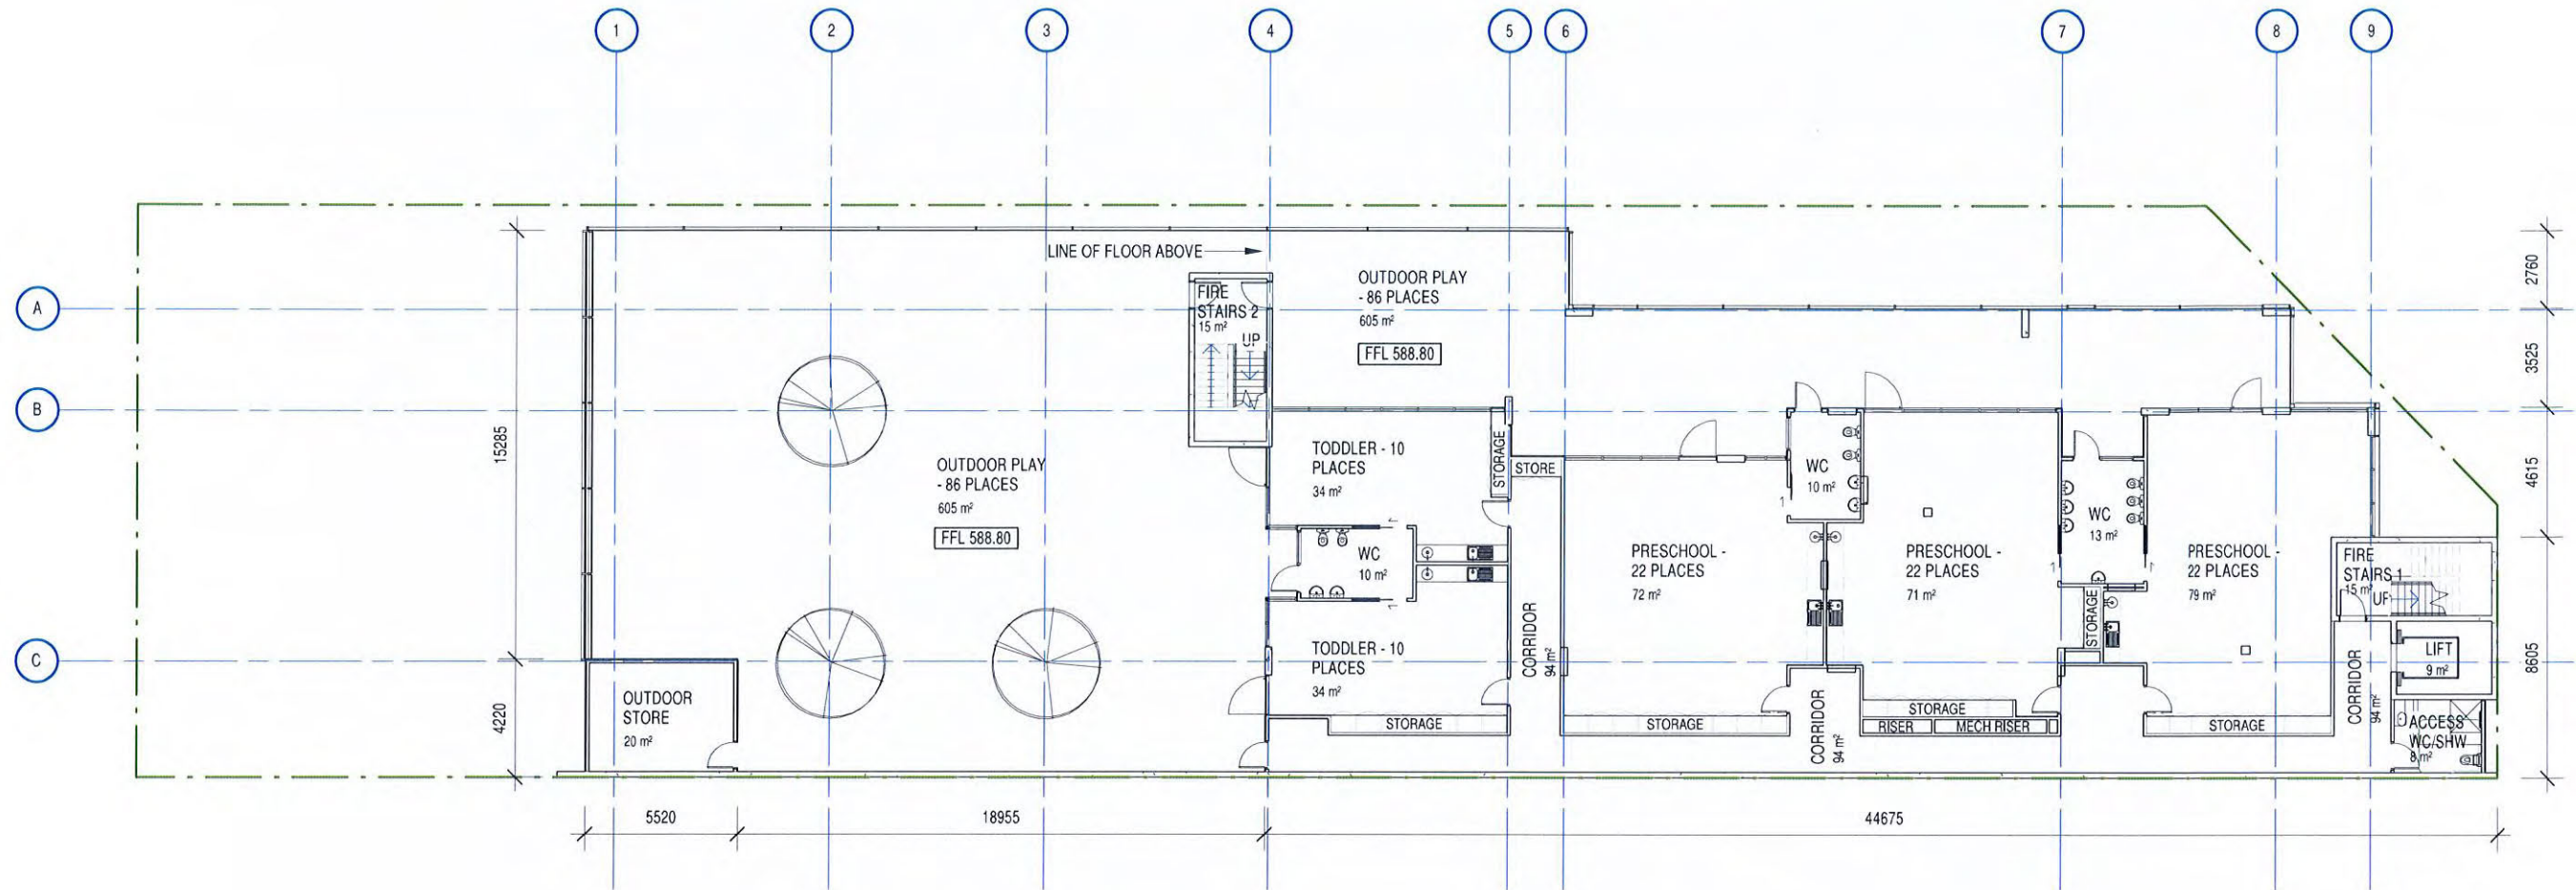 1
2
3
4
5
6
7
8
9
A
B
C
LINE OF FLOOR ABOVE
FIRE
STAIRS 2
15 m²
UP
OUTDOOR PLAY
- 86 PLACES
605 m²
FFL 588.80
OUTDOOR PLAY
- 86 PLACES
605 m²
FFL 588.80
OUTDOOR
STORE
20 m²
TODDLER - 10
PLACES
34 m²
STORAGE
WC
10 m²
TODDLER - 10
PLACES
34 m²
STORAGE
STORE
CORRIDOR
94 m²
PRESCHOOL -
22 PLACES
72 m²
STORAGE
WC
10 m²
CORRIDOR
94 m²
PRESCHOOL -
22 PLACES
71 m²
STORAGE
RISER
MECH RISER
WC
13 m²
STORAGE
PRESCHOOL -
22 PLACES
79 m²
STORAGE
FIRE
STAIRS 1
15 m²
UP
CORRIDOR
94 m²
LIFT
9 m²
ACCESS
WC/SHW
8 m²
15285
4220
2760
3525
4615
8605
5520
18955
44675